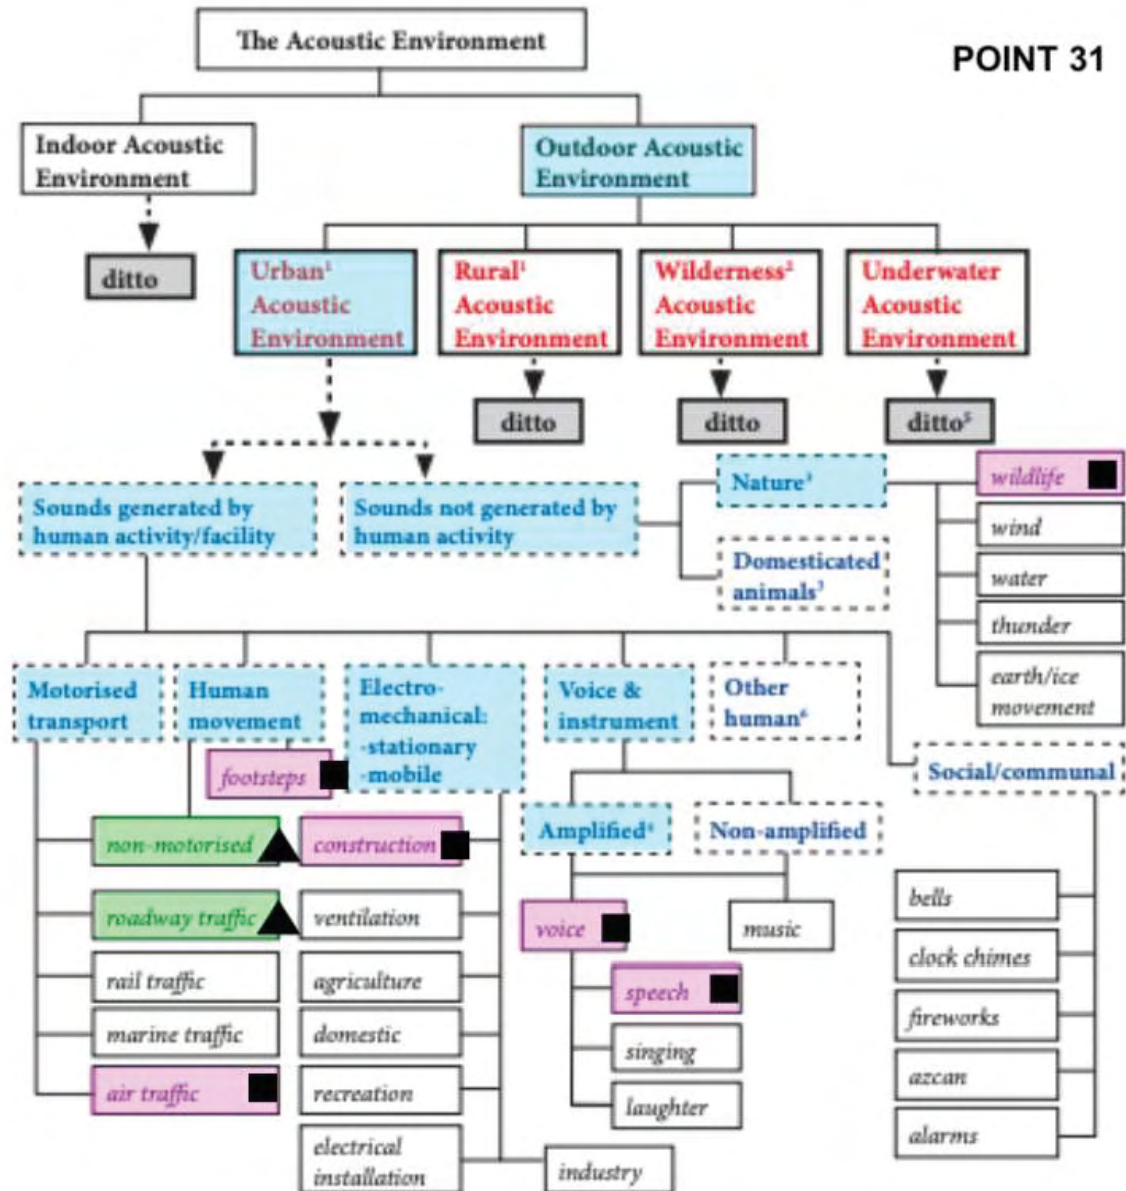 The Acoustic Environment
POINT 31
Indoor Acoustic
Environment
Outdoor Acoustic
Environment
ditto
Urban¹
Acoustic
Environment
Rural¹
Acoustic
Environment
Wilderness²
Acoustic
Environment
Underwater
Acoustic
Environment
ditto
ditto
ditto⁵
Sounds generated by
human activity/facility
Sounds not generated by
human activity
Nature³
Domesticated
animals³
wildlife
wind
water
thunder
earth/ice
movement
Motorised
transport
Human
movement
Electro-
mechanical:
-stationary
-mobile
Voice &
instrument
Other
human⁶
Social/communal
footsteps
non-motorised
roadway traffic
rail traffic
marine traffic
air traffic
construction
ventilation
agriculture
domestic
recreation
electrical
installation
industry
Amplified⁴
Non-amplified
voice
music
speech
singing
laughter
bells
clock chimes
fireworks
azcan
alarms